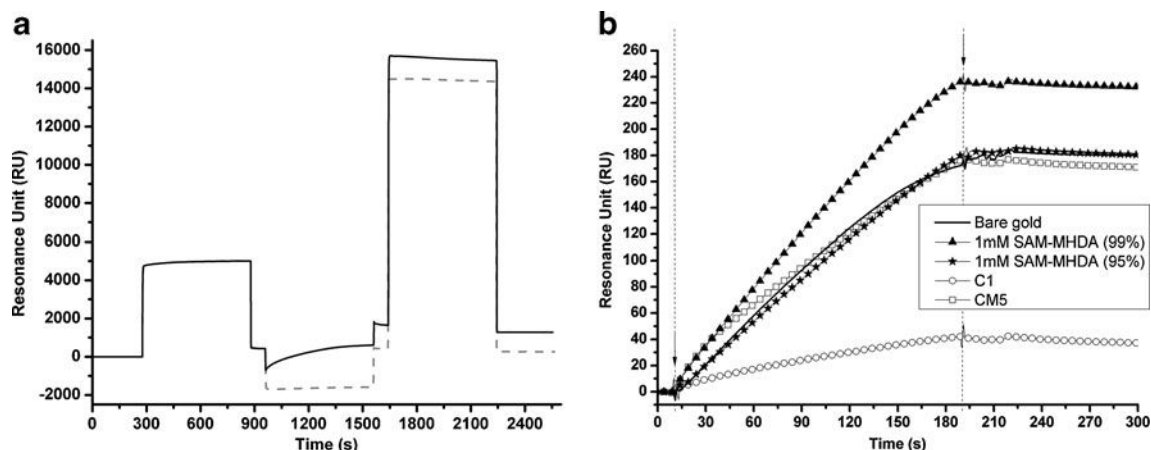 a
16000
14000
12000
10000
8000
6000
4000
2000
0
-2000
0 300 600 900 1200 1500 1800 2100 2400
Time (s)
Resonance Unit (RU)
b
260
240
220
200
180
160
140
120
100
80
60
40
20
0
0 30 60 90 120 150 180 210 240 270 300
Time (s)
Resonance Unit (RU)
Bare gold
1mM SAM-MHDA (99%)
1mM SAM-MHDA (95%)
C1
CM5